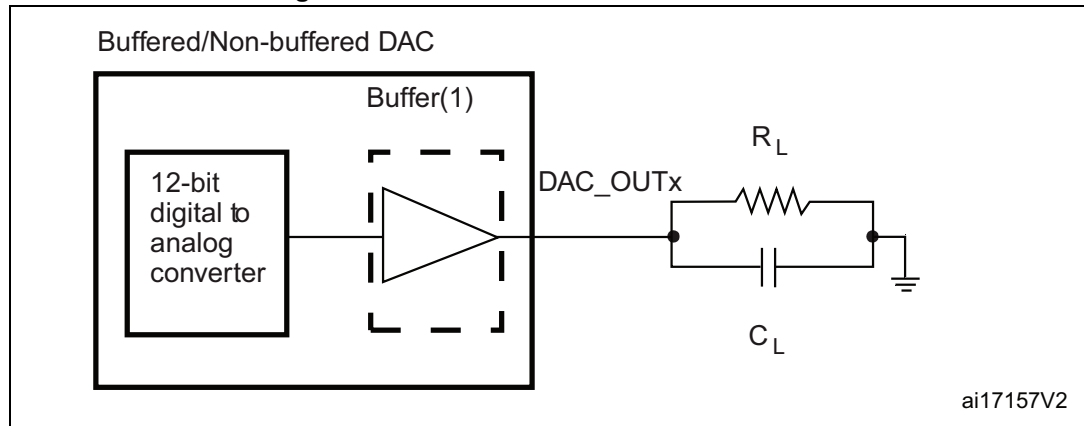 Buffered/Non-buffered DAC
Buffer(1)
12-bit
digital to
analog
converter
DAC_OUTx
R L
C L
ai17157V2